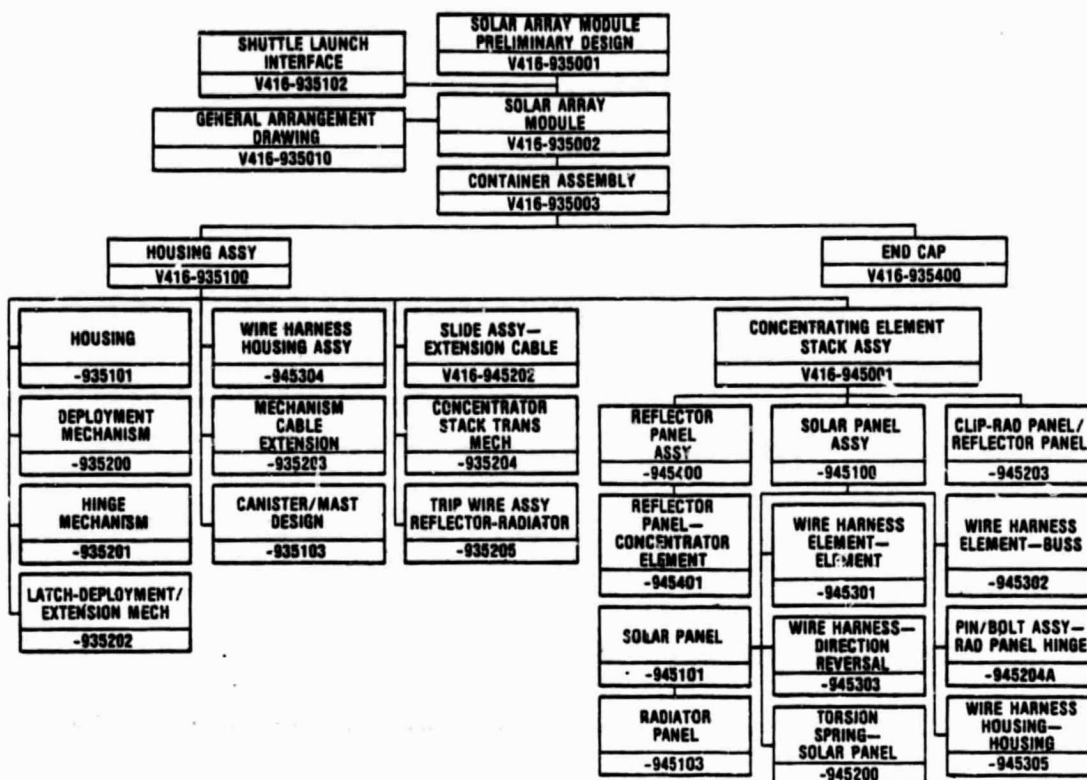 SOLAR ARRAY MODULE
PRELIMINARY DESIGN
V416-935001
SHUTTLE LAUNCH
INTERFACE
V416-935102
SOLAR ARRAY
MODULE
V416-935002
GENERAL ARRANGEMENT
DRAWING
V416-935010
CONTAINER ASSEMBLY
V416-935003
HOUSING ASSY
V416-935100
END CAP
V416-935400
HOUSING
-935101
WIRE HARNESS
HOUSING ASSY
-945304
SLIDE ASSY—
EXTENSION CABLE
V416-945202
CONCENTRATING ELEMENT
STACK ASSY
V416-945001
DEPLOYMENT
MECHANISM
-935200
MECHANISM
CABLE
EXTENSION
-935203
CONCENTRATOR
STACK TRANS
MECH
-935204
HINGE
MECHANISM
-935201
CANISTER/MAST
DESIGN
-935103
TRIP WIRE ASSY
REFLECTOR-RADIATOR
-935205
LATCH-DEPLOYMENT/
EXTENSION MECH
-935202
REFLECTOR
PANEL
ASSY
-945400
SOLAR PANEL
ASSY
-945100
CLIP-RAD PANEL/
REFLECTOR PANEL
-945203
REFLECTOR
PANEL—
CONCENTRATOR
ELEMENT
-945401
WIRE HARNESS
ELEMENT—
ELEMENT
-945301
WIRE HARNESS
ELEMENT—BUSS
-945302
SOLAR PANEL
-945101
WIRE HARNESS—
DIRECTION
REVERSAL
-945303
PIN/BOLT ASSY—
RAD PANEL HINGE
-945204A
RADIATOR
PANEL
-945103
TORSION
SPRING—
SOLAR PANEL
-945200
WIRE HARNESS
HOUSING—
HOUSING
-945305